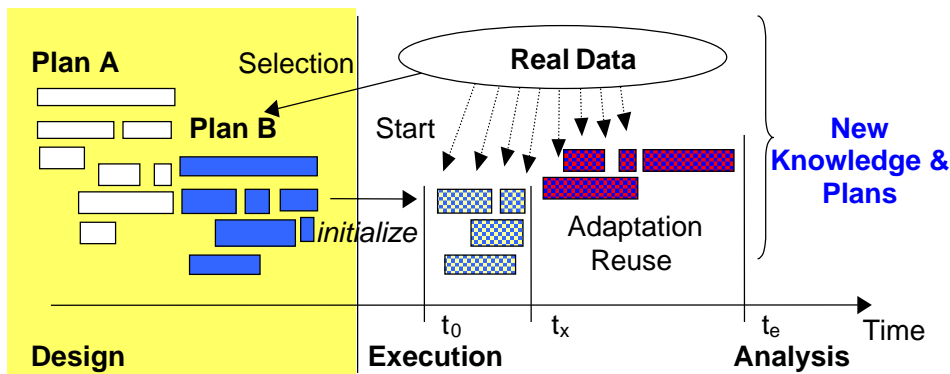 Plan A
Selection
Real Data
Plan B
Start
New
Knowledge &
Plans
initialize
Adaptation
Reuse
t0
tx
te
Time
Design
Execution
Analysis